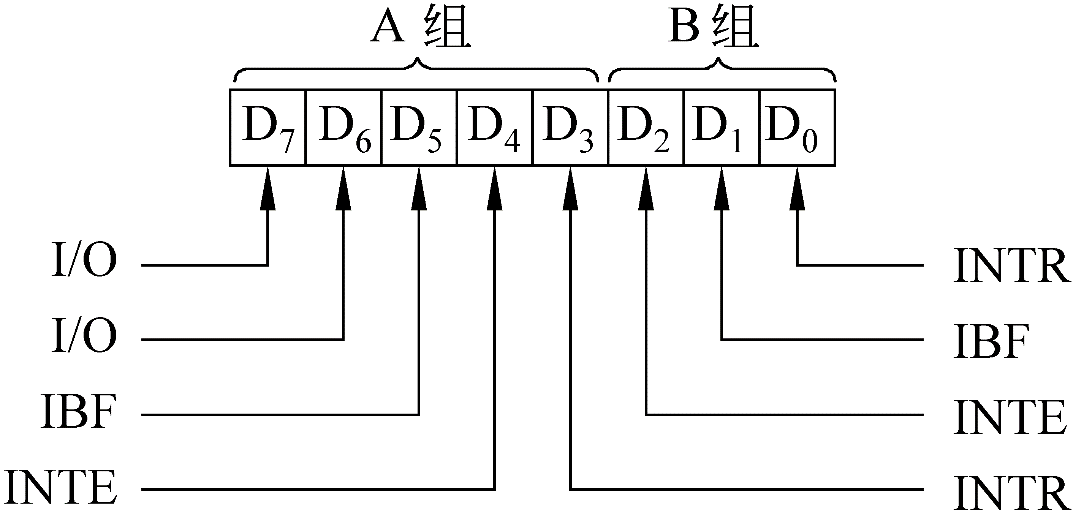 A 组 B 组
D₇ D₆ D₅ D₄ D₃ D₂ D₁ D₀
I/O INTR
I/O IBF
IBF INTE
INTE INTR